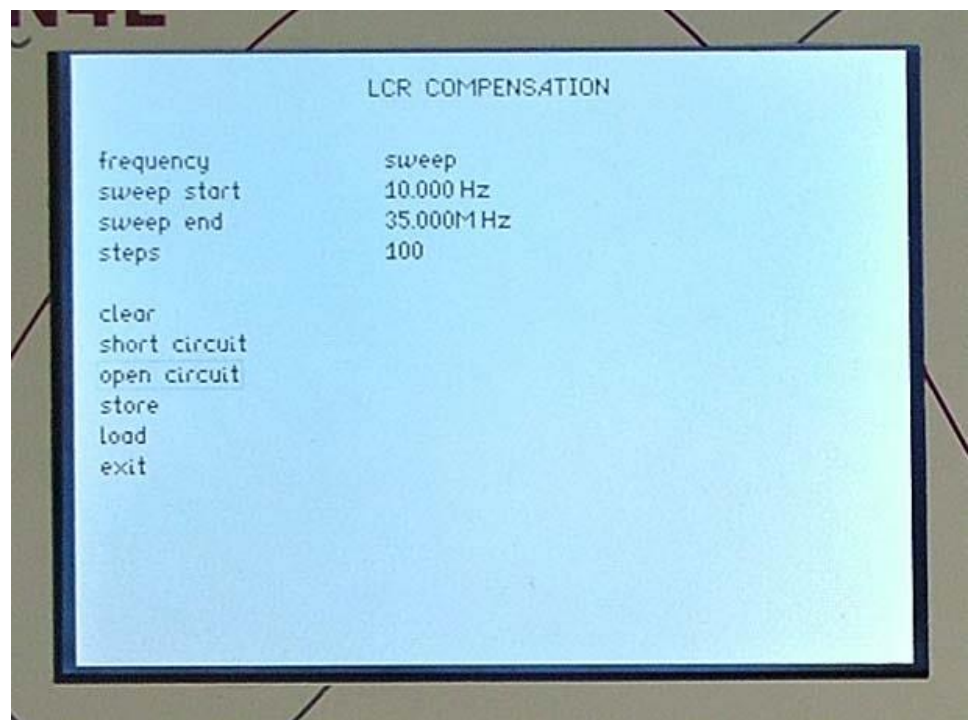 N4L
LCR COMPENSATION
frequency sweep
sweep start 10.000 Hz
sweep end 35.000M Hz
steps 100
clear
short circuit
open circuit
store
load
exit